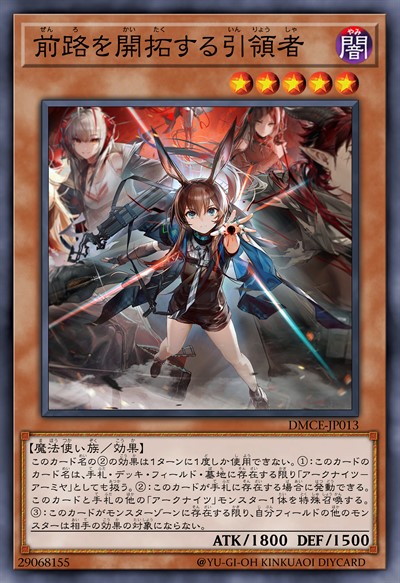 前路を開拓する引領者
闇
DMCE-JP013
【魔法使い族/効果】
このカード名の②の効果は1ターンに1度しか使用できない。①:このカードの
カード名は、手札・デッキ・フィールド・墓地に存在する限り「アークナイツー
アーミヤ」としても扱う。②:このカードが手札に存在する場合に発動できる。
このカードと手札の他の「アークナイツ」モンスター1体を特殊召喚する。
③:このカードがモンスターゾーンに存在する限り、自分フィールドの他のモン
スターは相手の効果の対象にならない。
ATK/1800 DEF/1500
29068155 @YU-GI-OH KINKUAOI DIYCARD